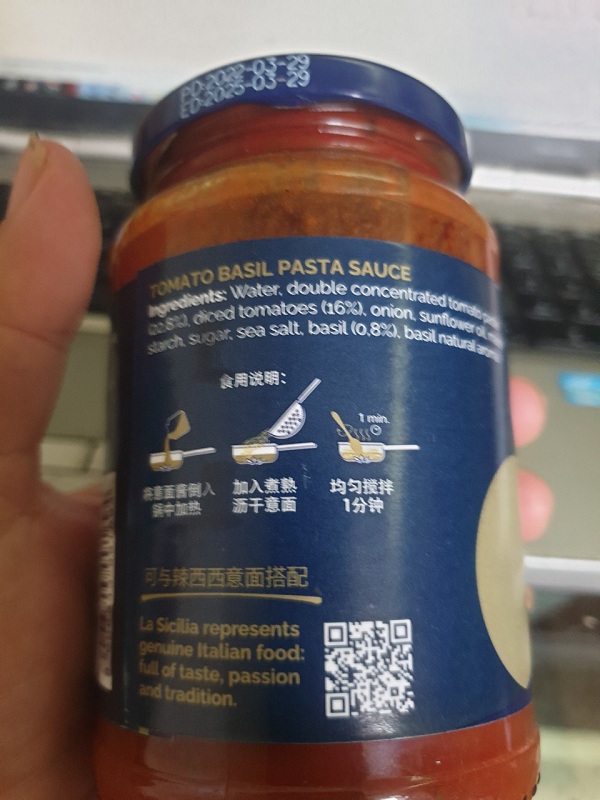 PD:2022-03-29
ED:2025-03-29
TOMATO BASIL PASTA SAUCE
Ingredients: Water, double concentrated tomato
(20,8%), diced tomatoes (16%), onion, sunflower oil,
starch, sugar, sea salt, basil (0,8%), basil natural
食用说明：
1 min.
将意面酱倒入 加入煮熟 均匀搅拌
锅中加热 沥干意面 1分钟
可与辣西西意面搭配
La Sicilia represents
genuine Italian food:
full of taste, passion
and tradition.